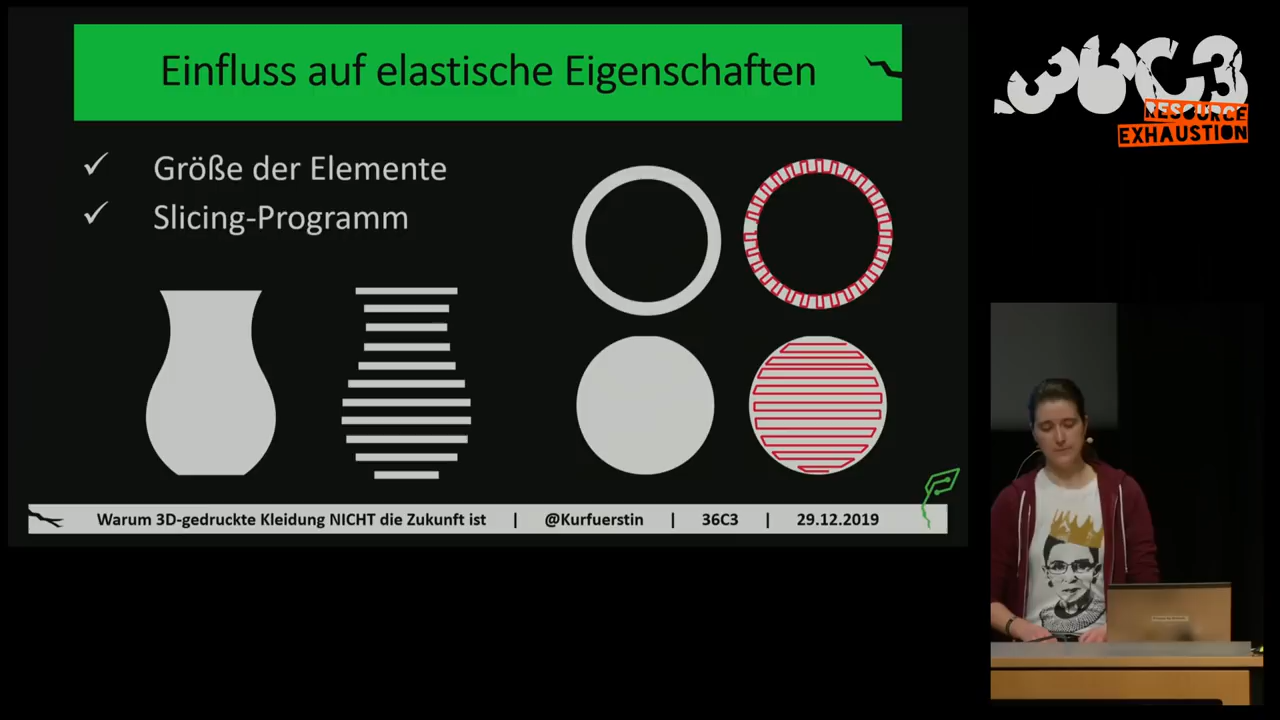 Einfluss auf elastische Eigenschaften
✓ Größe der Elemente
✓ Slicing-Programm
Warum 3D-gedruckte Kleidung NICHT die Zukunft ist | @Kurfuerstin | 36C3 | 29.12.2019
36C3
RESOURCE
EXHAUSTION